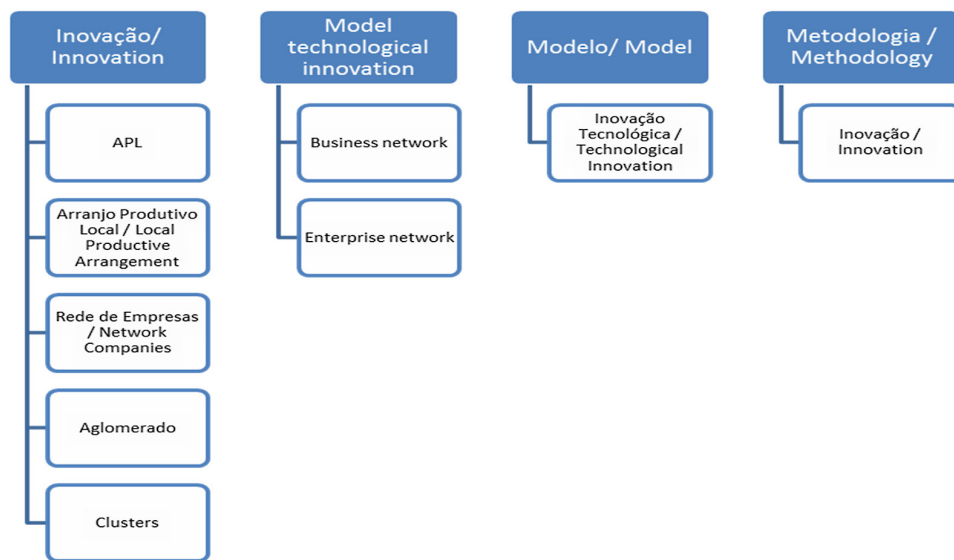 Inovação/
Innovation
APL
Arranjo Produtivo
Local / Local
Productive
Arrangement
Rede de Empresas
/ Network
Companies
Aglomerado
Clusters
Model
technological
innovation
Business network
Enterprise network
Modelo/ Model
Inovação
Tecnológica /
Technological
Innovation
Metodologia /
Methodology
Inovação /
Innovation